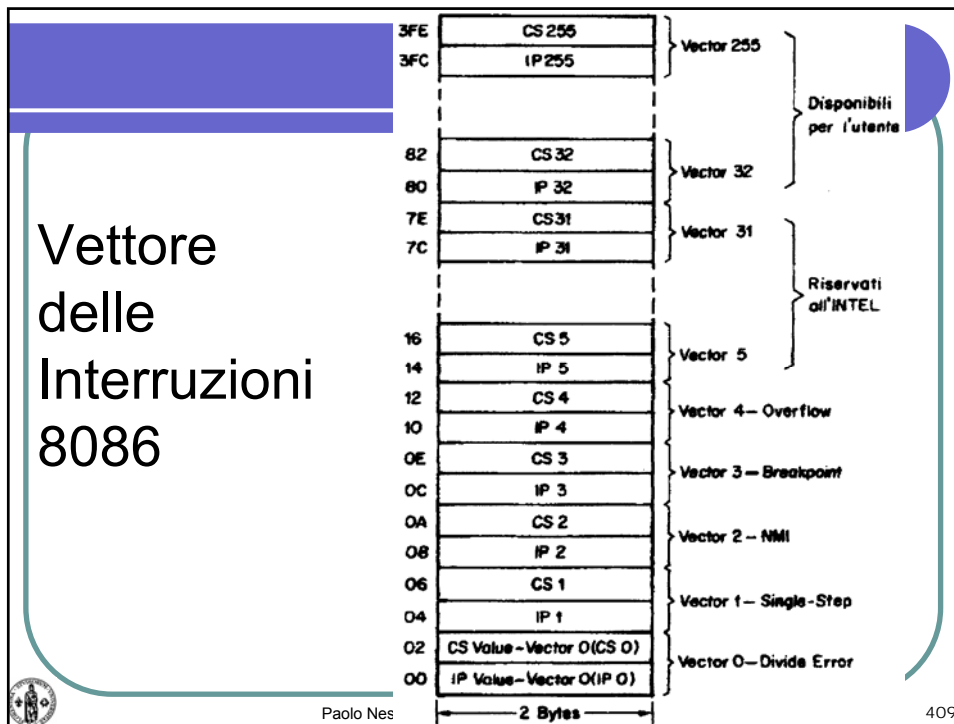 Vettore
delle
Interruzioni
8086
3FE CS 255
3FC IP 255
Vector 255
Disponibili
per l'utente
82 CS 32
80 IP 32
Vector 32
7E CS 31
7C IP 31
Vector 31
Riservati
all'INTEL
16 CS 5
14 IP 5
Vector 5
12 CS 4
10 IP 4
Vector 4 – Overflow
0E CS 3
0C IP 3
Vector 3 – Breakpoint
0A CS 2
08 IP 2
Vector 2 – NMI
06 CS 1
04 IP 1
Vector 1 – Single-Step
02 CS Value – Vector 0 (CS 0)
00 IP Value – Vector 0 (IP 0)
Vector 0 – Divide Error
2 Bytes
Paolo Nes
409